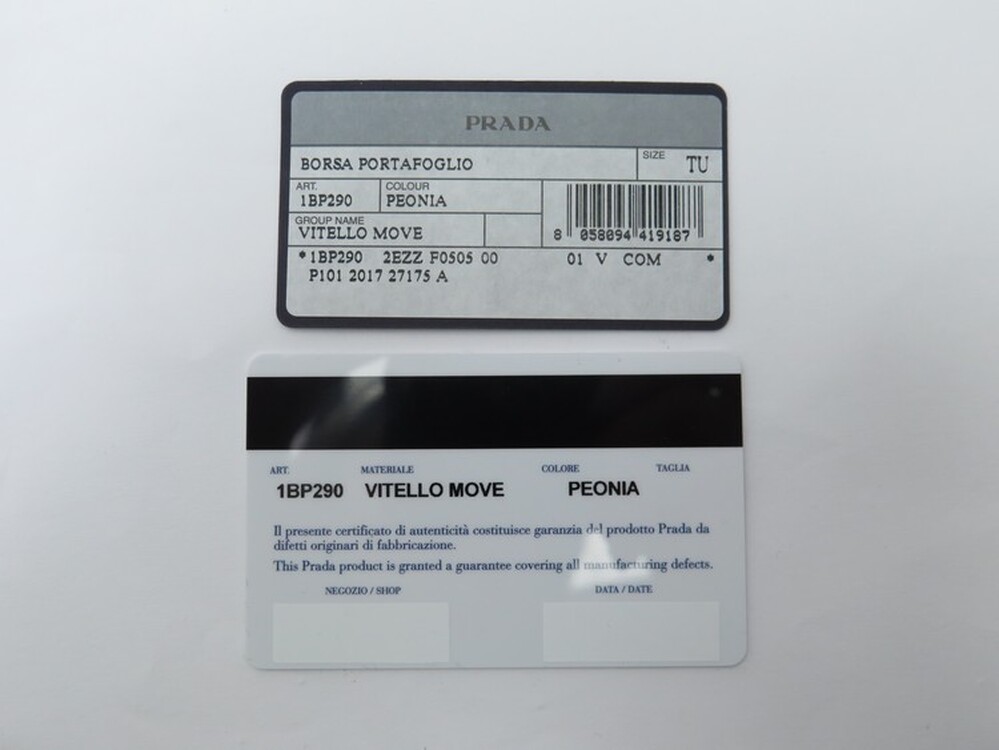 PRADA
BORSA PORTAFOGLIO SIZE TU
ART. 1BP290 COLOUR PEONIA
GROUP NAME VITELLO MOVE
8 058094 419187
*1BP290 2EZZ F0505 00 01 V COM *
P101 2017 27175 A
ART. MATERIALE COLORE TAGLIA
1BP290 VITELLO MOVE PEONIA
Il presente certificato di autenticità costituisce garanzia del prodotto Prada da
difetti originari di fabbricazione.
This Prada product is granted a guarantee covering all manufacturing defects.
NEGOZIO / SHOP DATA / DATE